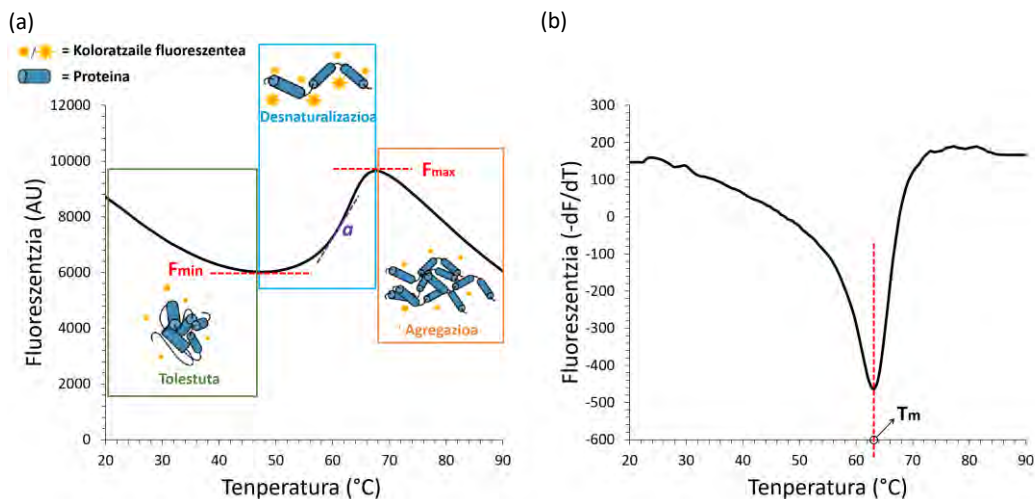 (a)
= Koloratzaile fluoreszentea
= Proteina
Desnaturalizazioa
12000
10000
8000
6000
4000
2000
0
Fluoreszentzia (AU)
Fmax
a
Fmin
Tolestuta
Agregazioa
20 30 40 50 60 70 80 90
Tenperatura (°C)
(b)
300
200
100
0
-100
-200
-300
-400
-500
-600
Fluoreszentzia (-dF/dT)
Tm
20 30 40 50 60 70 80 90
Tenperatura (°C)